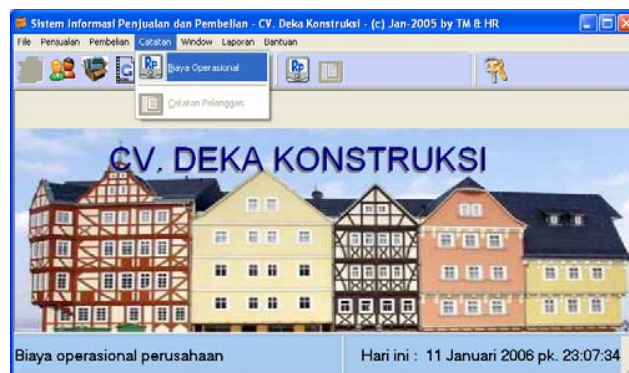 Sistem Informasi Penjualan dan Pembelian - CV. Deka Konstruksi - (c) Jan-2005 by TM & HR
File Penjualan Pembelian Catatan Window Laporan Bantuan
Rp Biaya Operasional Rp
Catatan Pelanggan
CV. DEKA KONSTRUKSI
Biaya operasional perusahaan Hari ini : 11 Januari 2006 pk. 23:07:34